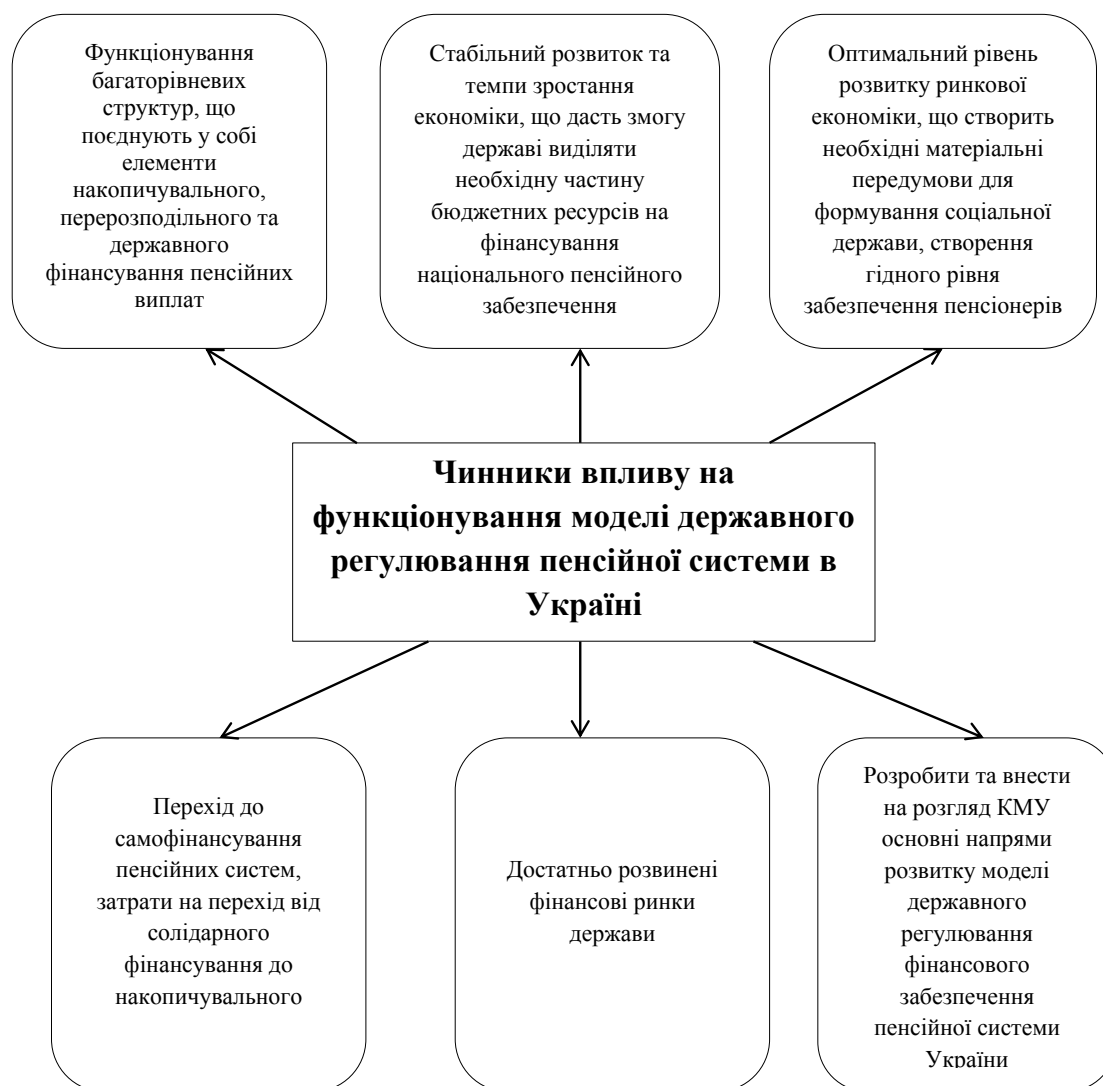 Функціонування
багаторівневих
структур, що
поєднують у собі
елементи
накопичувального,
перерозподільного та
державного
фінансування пенсійних
виплат
Стабільний розвиток та
темпи зростання
економіки, що дасть змогу
державі виділяти
необхідну частину
бюджетних ресурсів на
фінансування
національного пенсійного
забезпечення
Оптимальний рівень
розвитку ринкової
економіки, що створить
необхідні матеріальні
передумови для
формування соціальної
держави, створення
гідного рівня
забезпечення пенсіонерів
Чинники впливу на
функціонування моделі державного
регулювання пенсійної системи в
Україні
Перехід до
самофінансування
пенсійних систем,
затрати на перехід від
солідарного
фінансування до
накопичувального
Достатньо розвинені
фінансові ринки
держави
Розробити та внести
на розгляд КМУ
основні напрями
розвитку моделі
державного
регулювання
фінансового
забезпечення
пенсійної системи
України